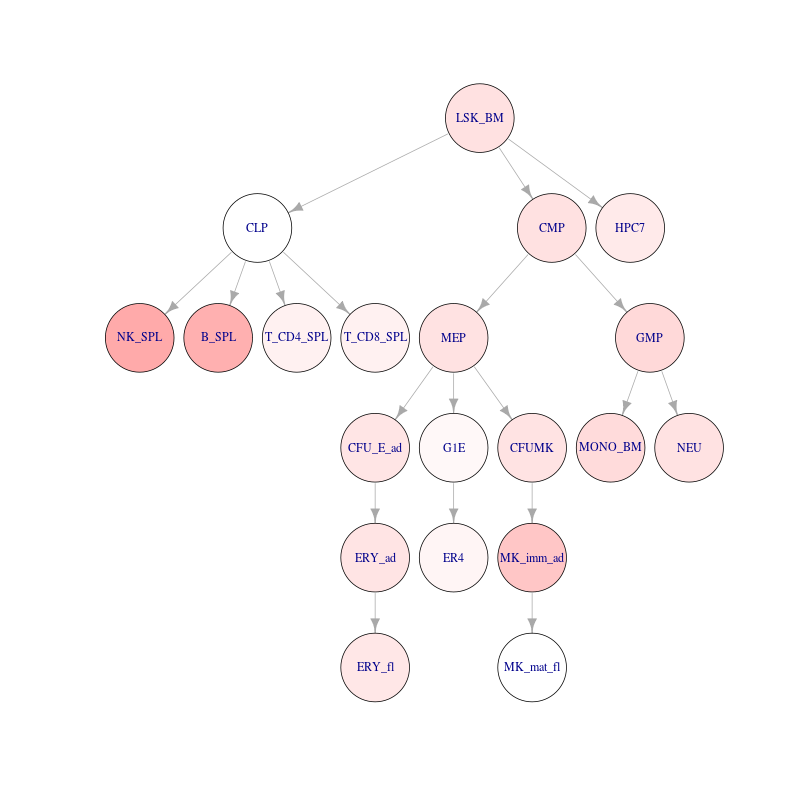 LSK_BM
CLP
CMP
HPC7
NK_SPL
B_SPL
T_CD4_SPL
T_CD8_SPL
MEP
GMP
CFU_E_ad
G1E
CFUMK
MONO_BM
NEU
ERY_ad
ER4
MK_imm_ad
ERY_fl
MK_mat_fl